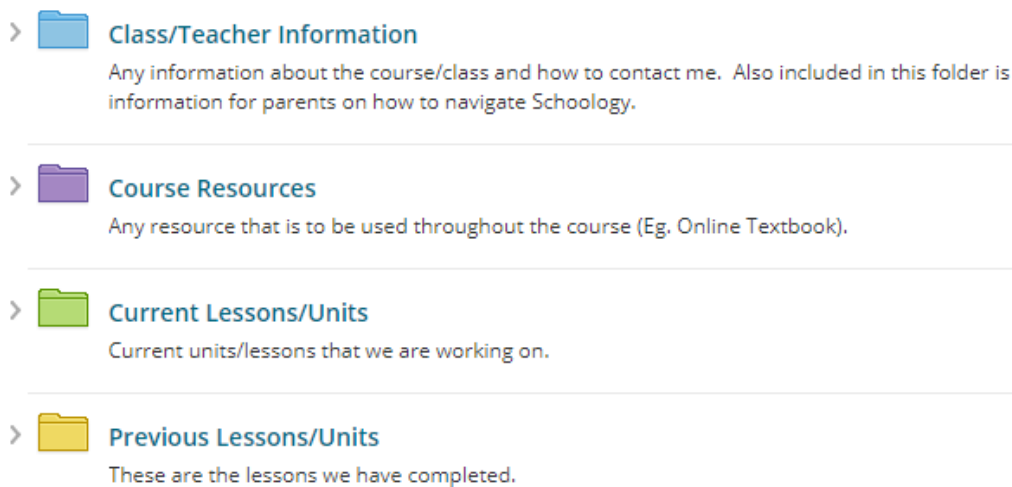 Class/Teacher Information
Any information about the course/class and how to contact me.  Also included in this folder is
information for parents on how to navigate Schoology.
Course Resources
Any resource that is to be used throughout the course (Eg. Online Textbook).
Current Lessons/Units
Current units/lessons that we are working on.
Previous Lessons/Units
These are the lessons we have completed.